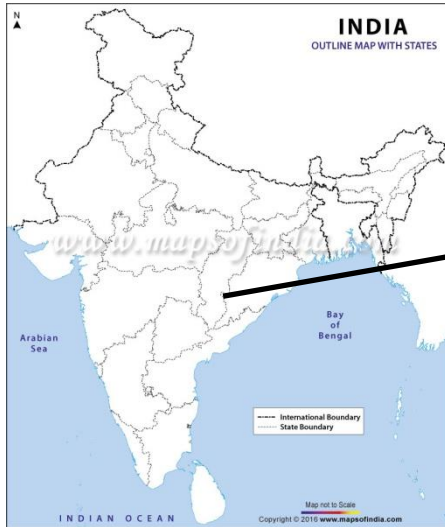 N
INDIA
OUTLINE MAP WITH STATES
www.mapsofindia.com
Arabian
Sea
Bay
of
Bengal
International Boundary
State Boundary
Map not to Scale
Copyright © 2016 www.mapsofindia.com
INDIAN OCEAN